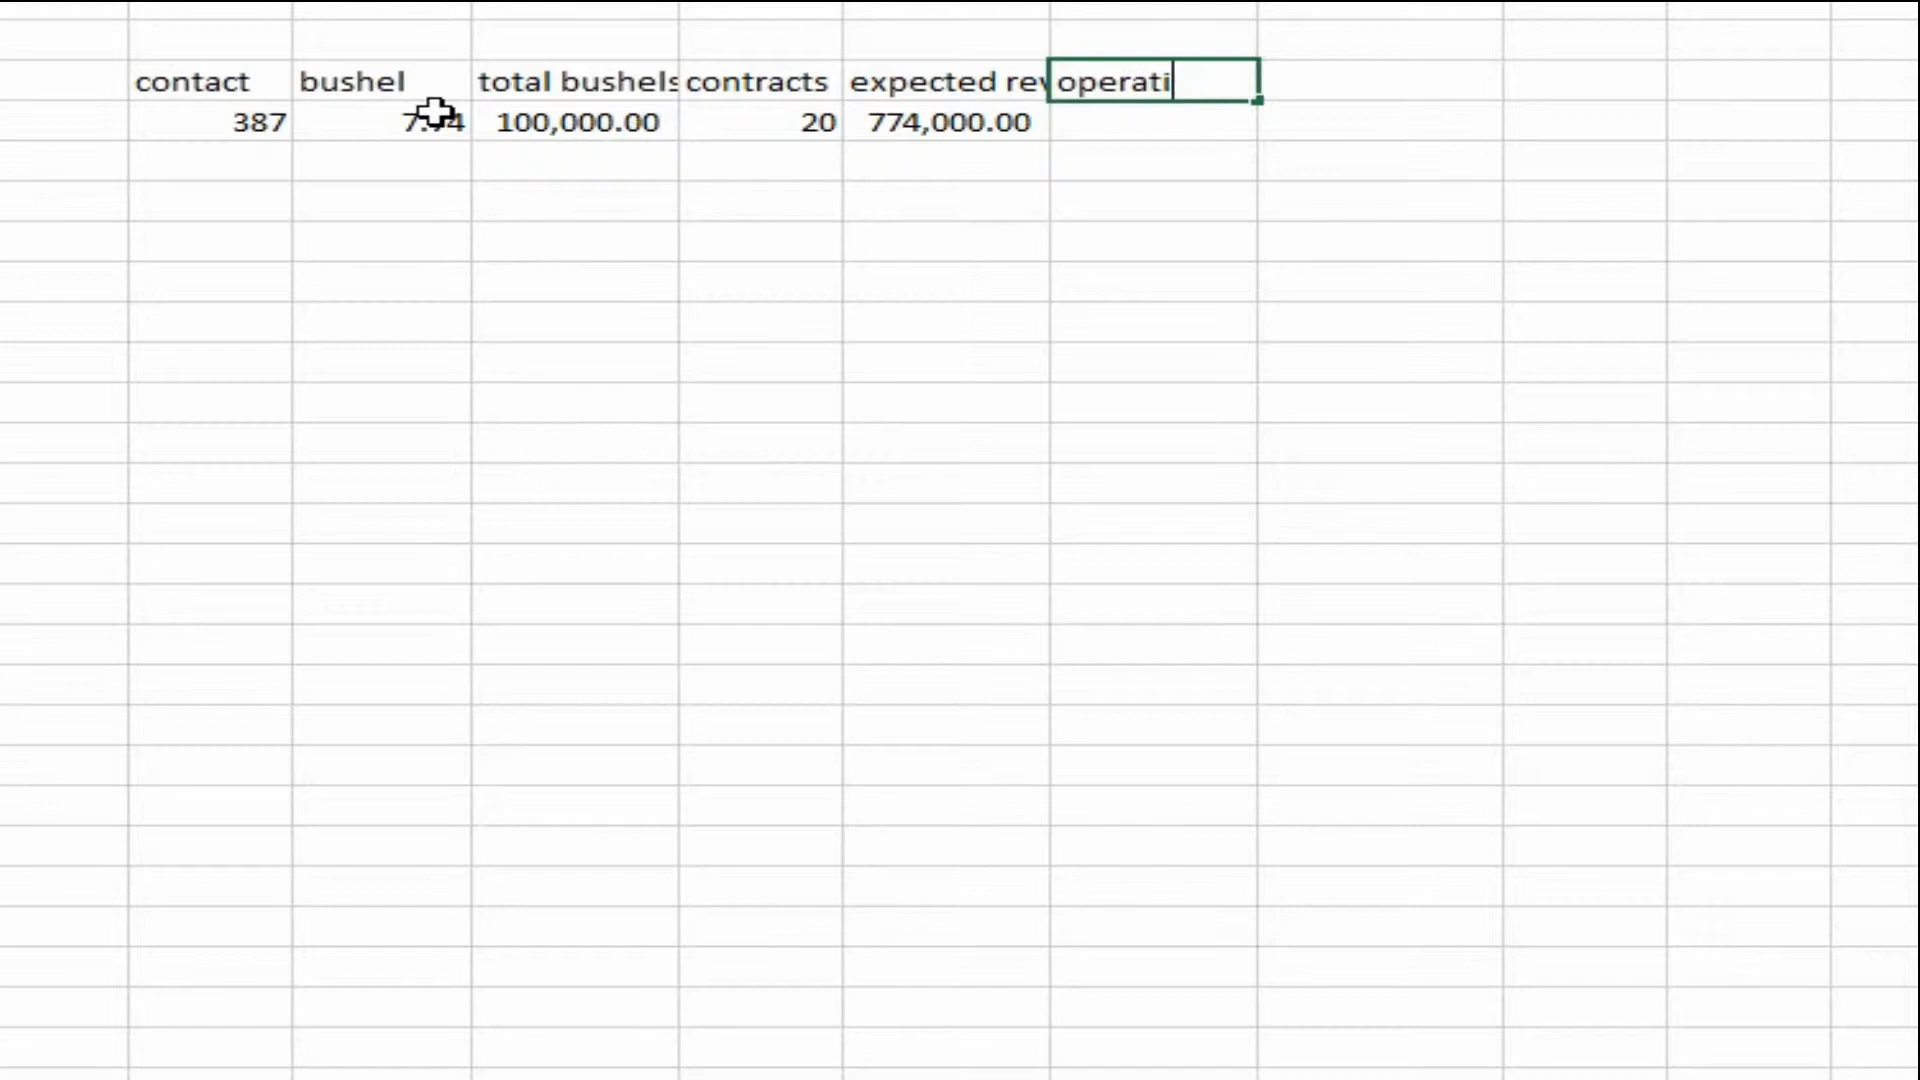 contact bushel total bushels contracts expected rev operati
387 100,000.00 20 774,000.00